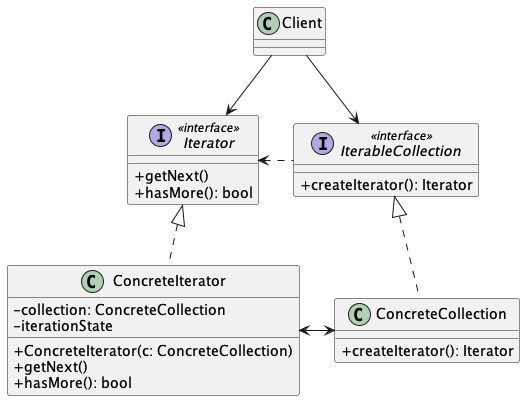 C Client
I «interface»
Iterator
+getNext()
+hasMore(): bool
I «interface»
IterableCollection
+createIterator(): Iterator
C ConcreteIterator
-collection: ConcreteCollection
-iterationState
+ConcreteIterator(c: ConcreteCollection)
+getNext()
+hasMore(): bool
C ConcreteCollection
+createIterator(): Iterator